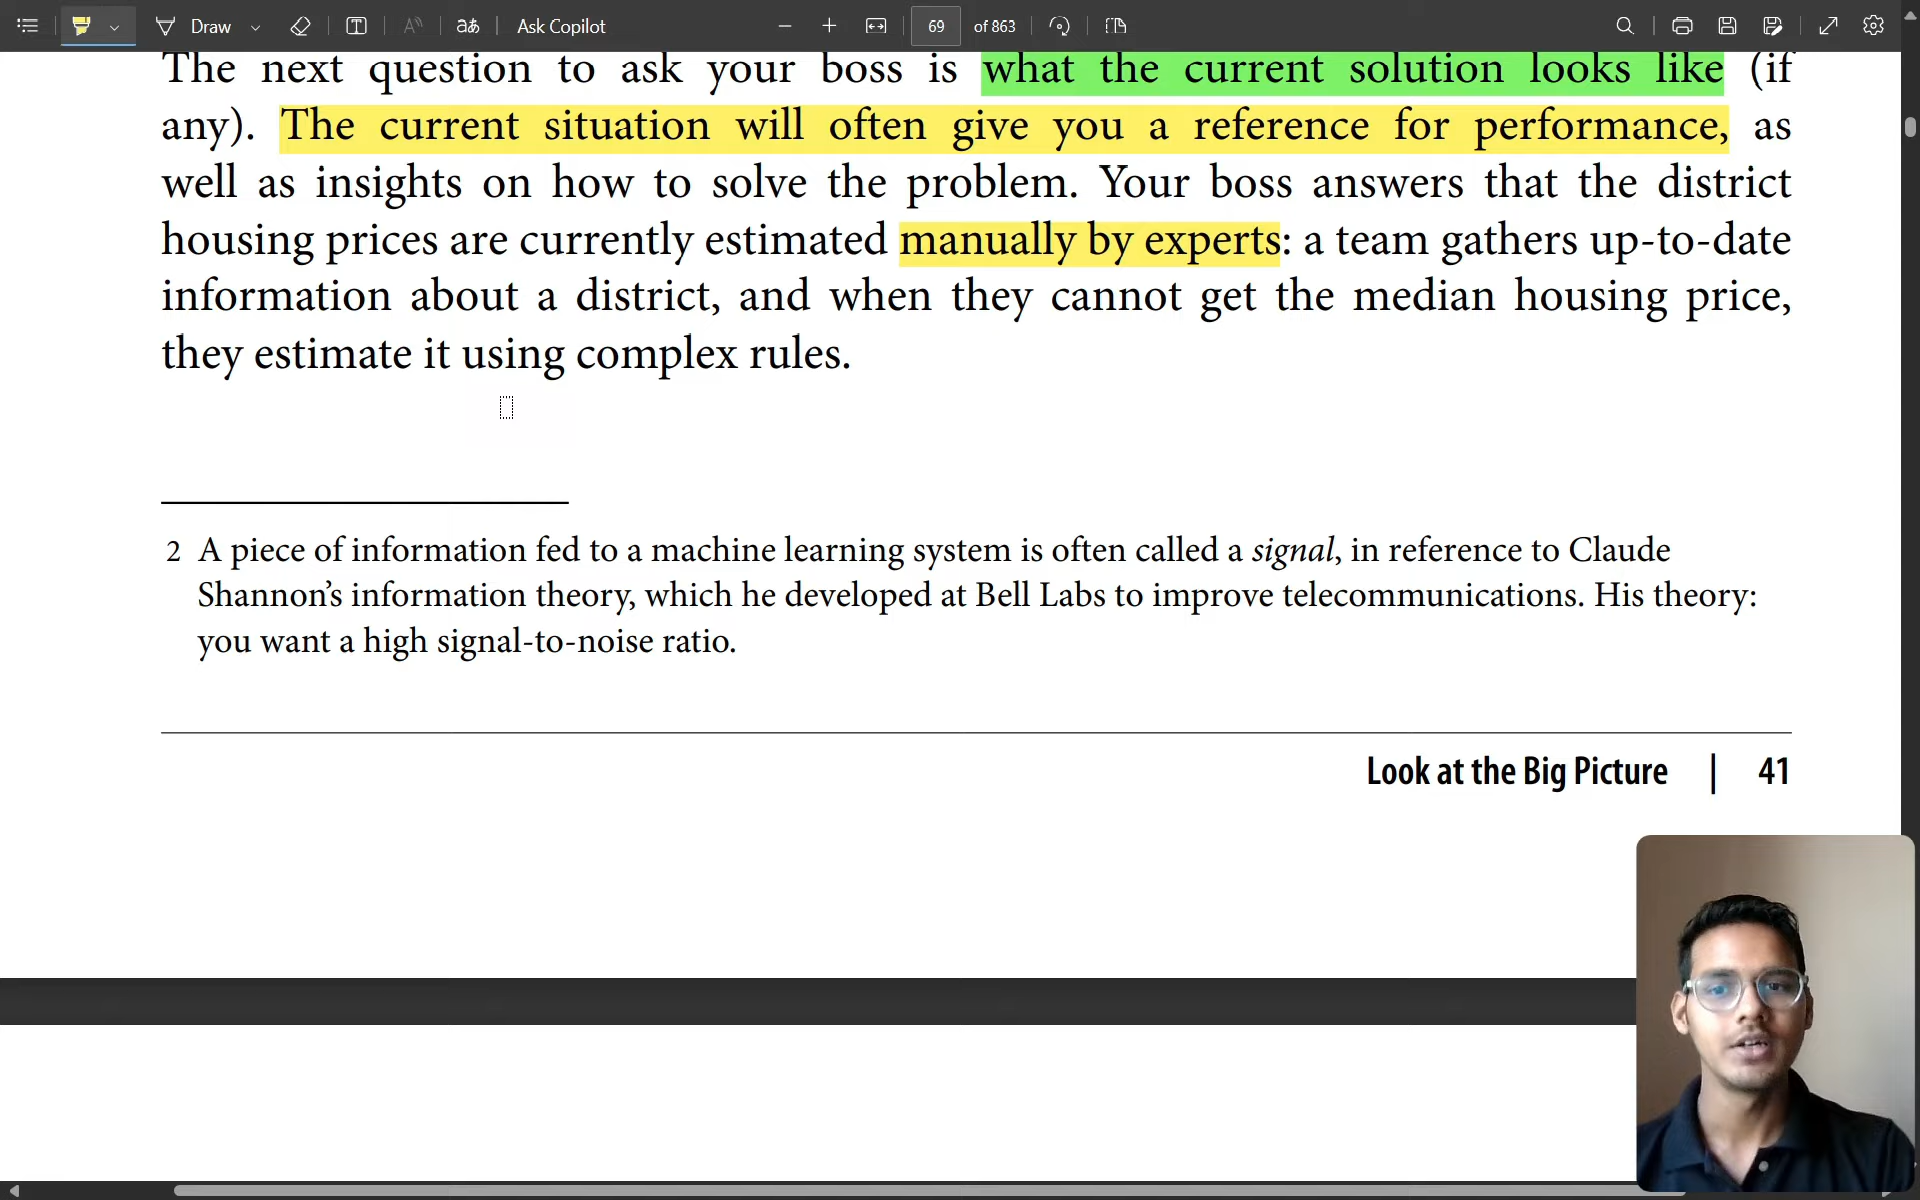 Draw
Ask Copilot
69 of 863
The next question to ask your boss is what the current solution looks like (if
any). The current situation will often give you a reference for performance, as
well as insights on how to solve the problem. Your boss answers that the district
housing prices are currently estimated manually by experts: a team gathers up-to-date
information about a district, and when they cannot get the median housing price,
they estimate it using complex rules.
2 A piece of information fed to a machine learning system is often called a signal, in reference to Claude
Shannon’s information theory, which he developed at Bell Labs to improve telecommunications. His theory:
you want a high signal-to-noise ratio.
Look at the Big Picture | 41